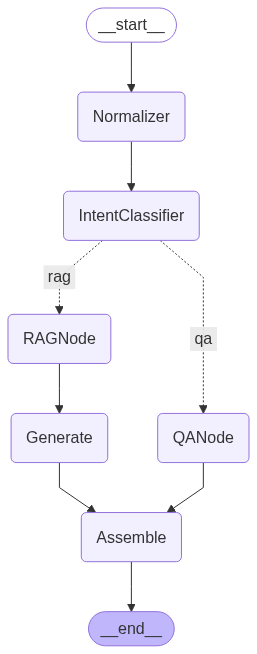 __start__
Normalizer
IntentClassifier
rag
RAGNode
qa
Generate
QANode
Assemble
__end__